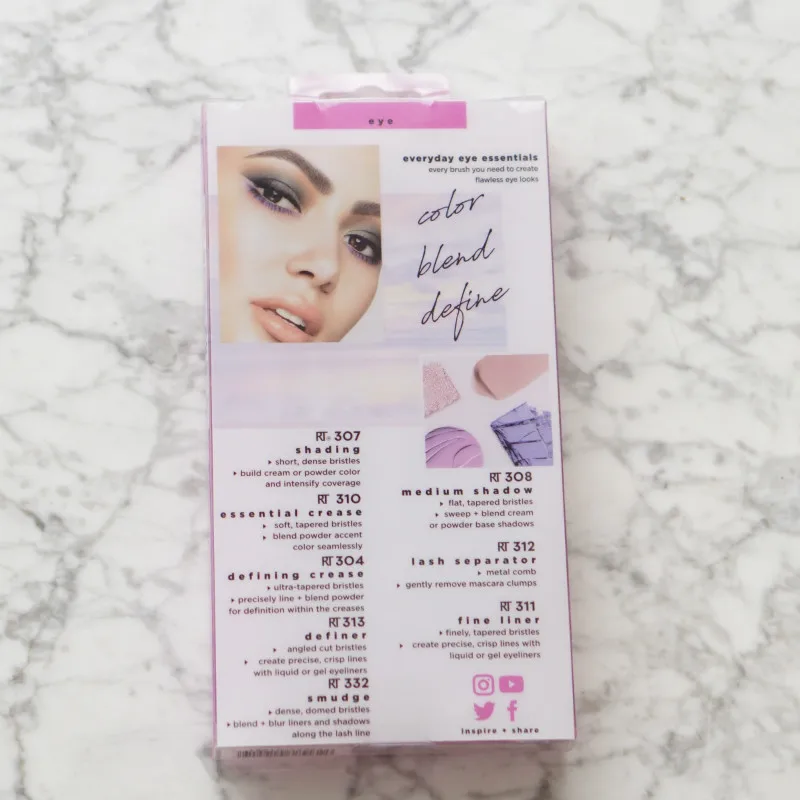 eye
everyday eye essentials
every brush you need to create
flawless eye looks
color
blend
define
RT® 307
shading
▸ short, dense bristles
▸ build cream or powder color
and intensify coverage
RT 310
essential crease
▸ soft, tapered bristles
▸ blend powder accent
color seamlessly
RT 304
defining crease
▸ ultra-tapered bristles
▸ precisely line + blend powder
for definition within the creases
RT 313
definer
▸ angled cut bristles
▸ create precise, crisp lines
with liquid or gel eyeliners
RT 332
smudge
▸ dense, domed bristles
▸ blend + blur liners and shadows
along the lash line
RT 308
medium shadow
▸ flat, tapered bristles
▸ sweep + blend cream
or powder base shadows
RT 312
lash separator
▸ metal comb
▸ gently remove mascara clumps
RT 311
fine liner
▸ finely, tapered bristles
▸ create precise, crisp lines with
liquid or gel eyeliners
inspire + share